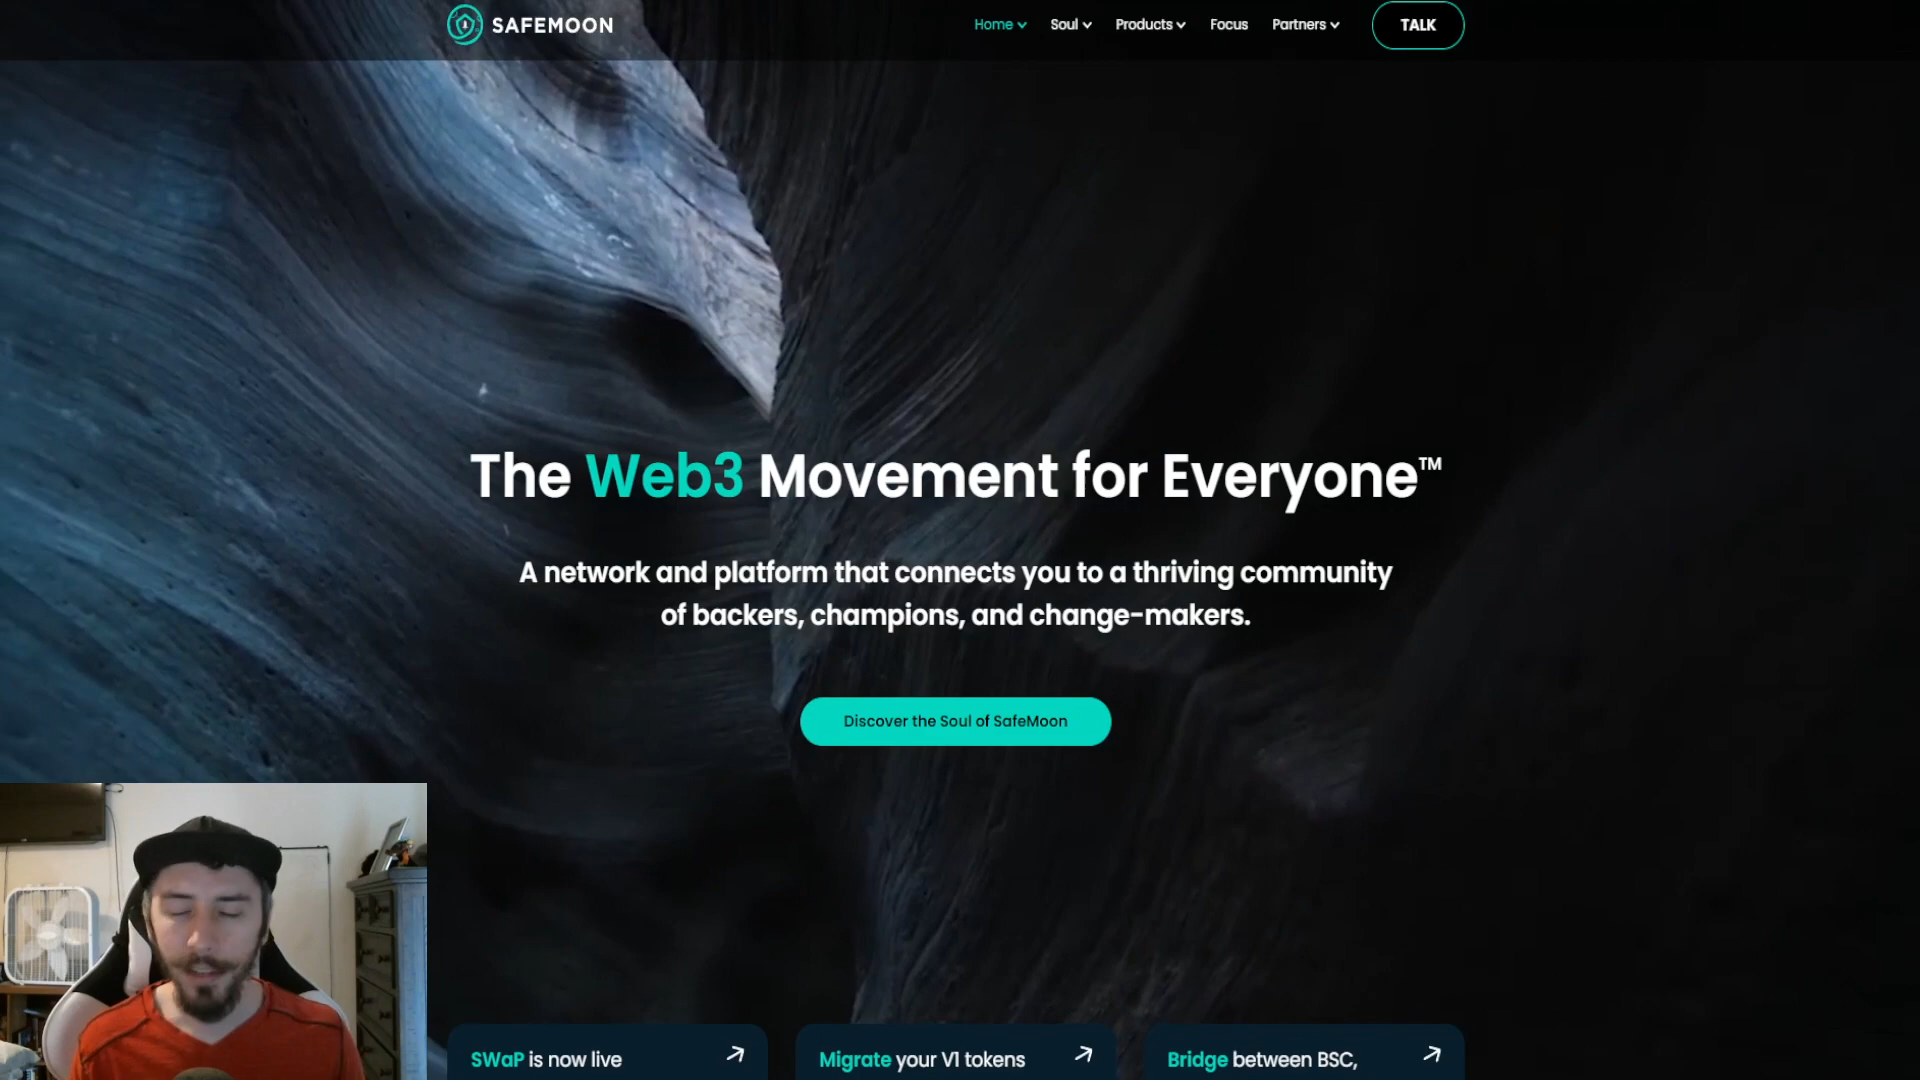 SAFEMOON
Home
Soul
Products
Focus
Partners
TALK
The Web3 Movement for Everyone™
A network and platform that connects you to a thriving community
of backers, champions, and change-makers.
Discover the Soul of SafeMoon
SWaP is now live
Migrate your V1 tokens
Bridge between BSC,